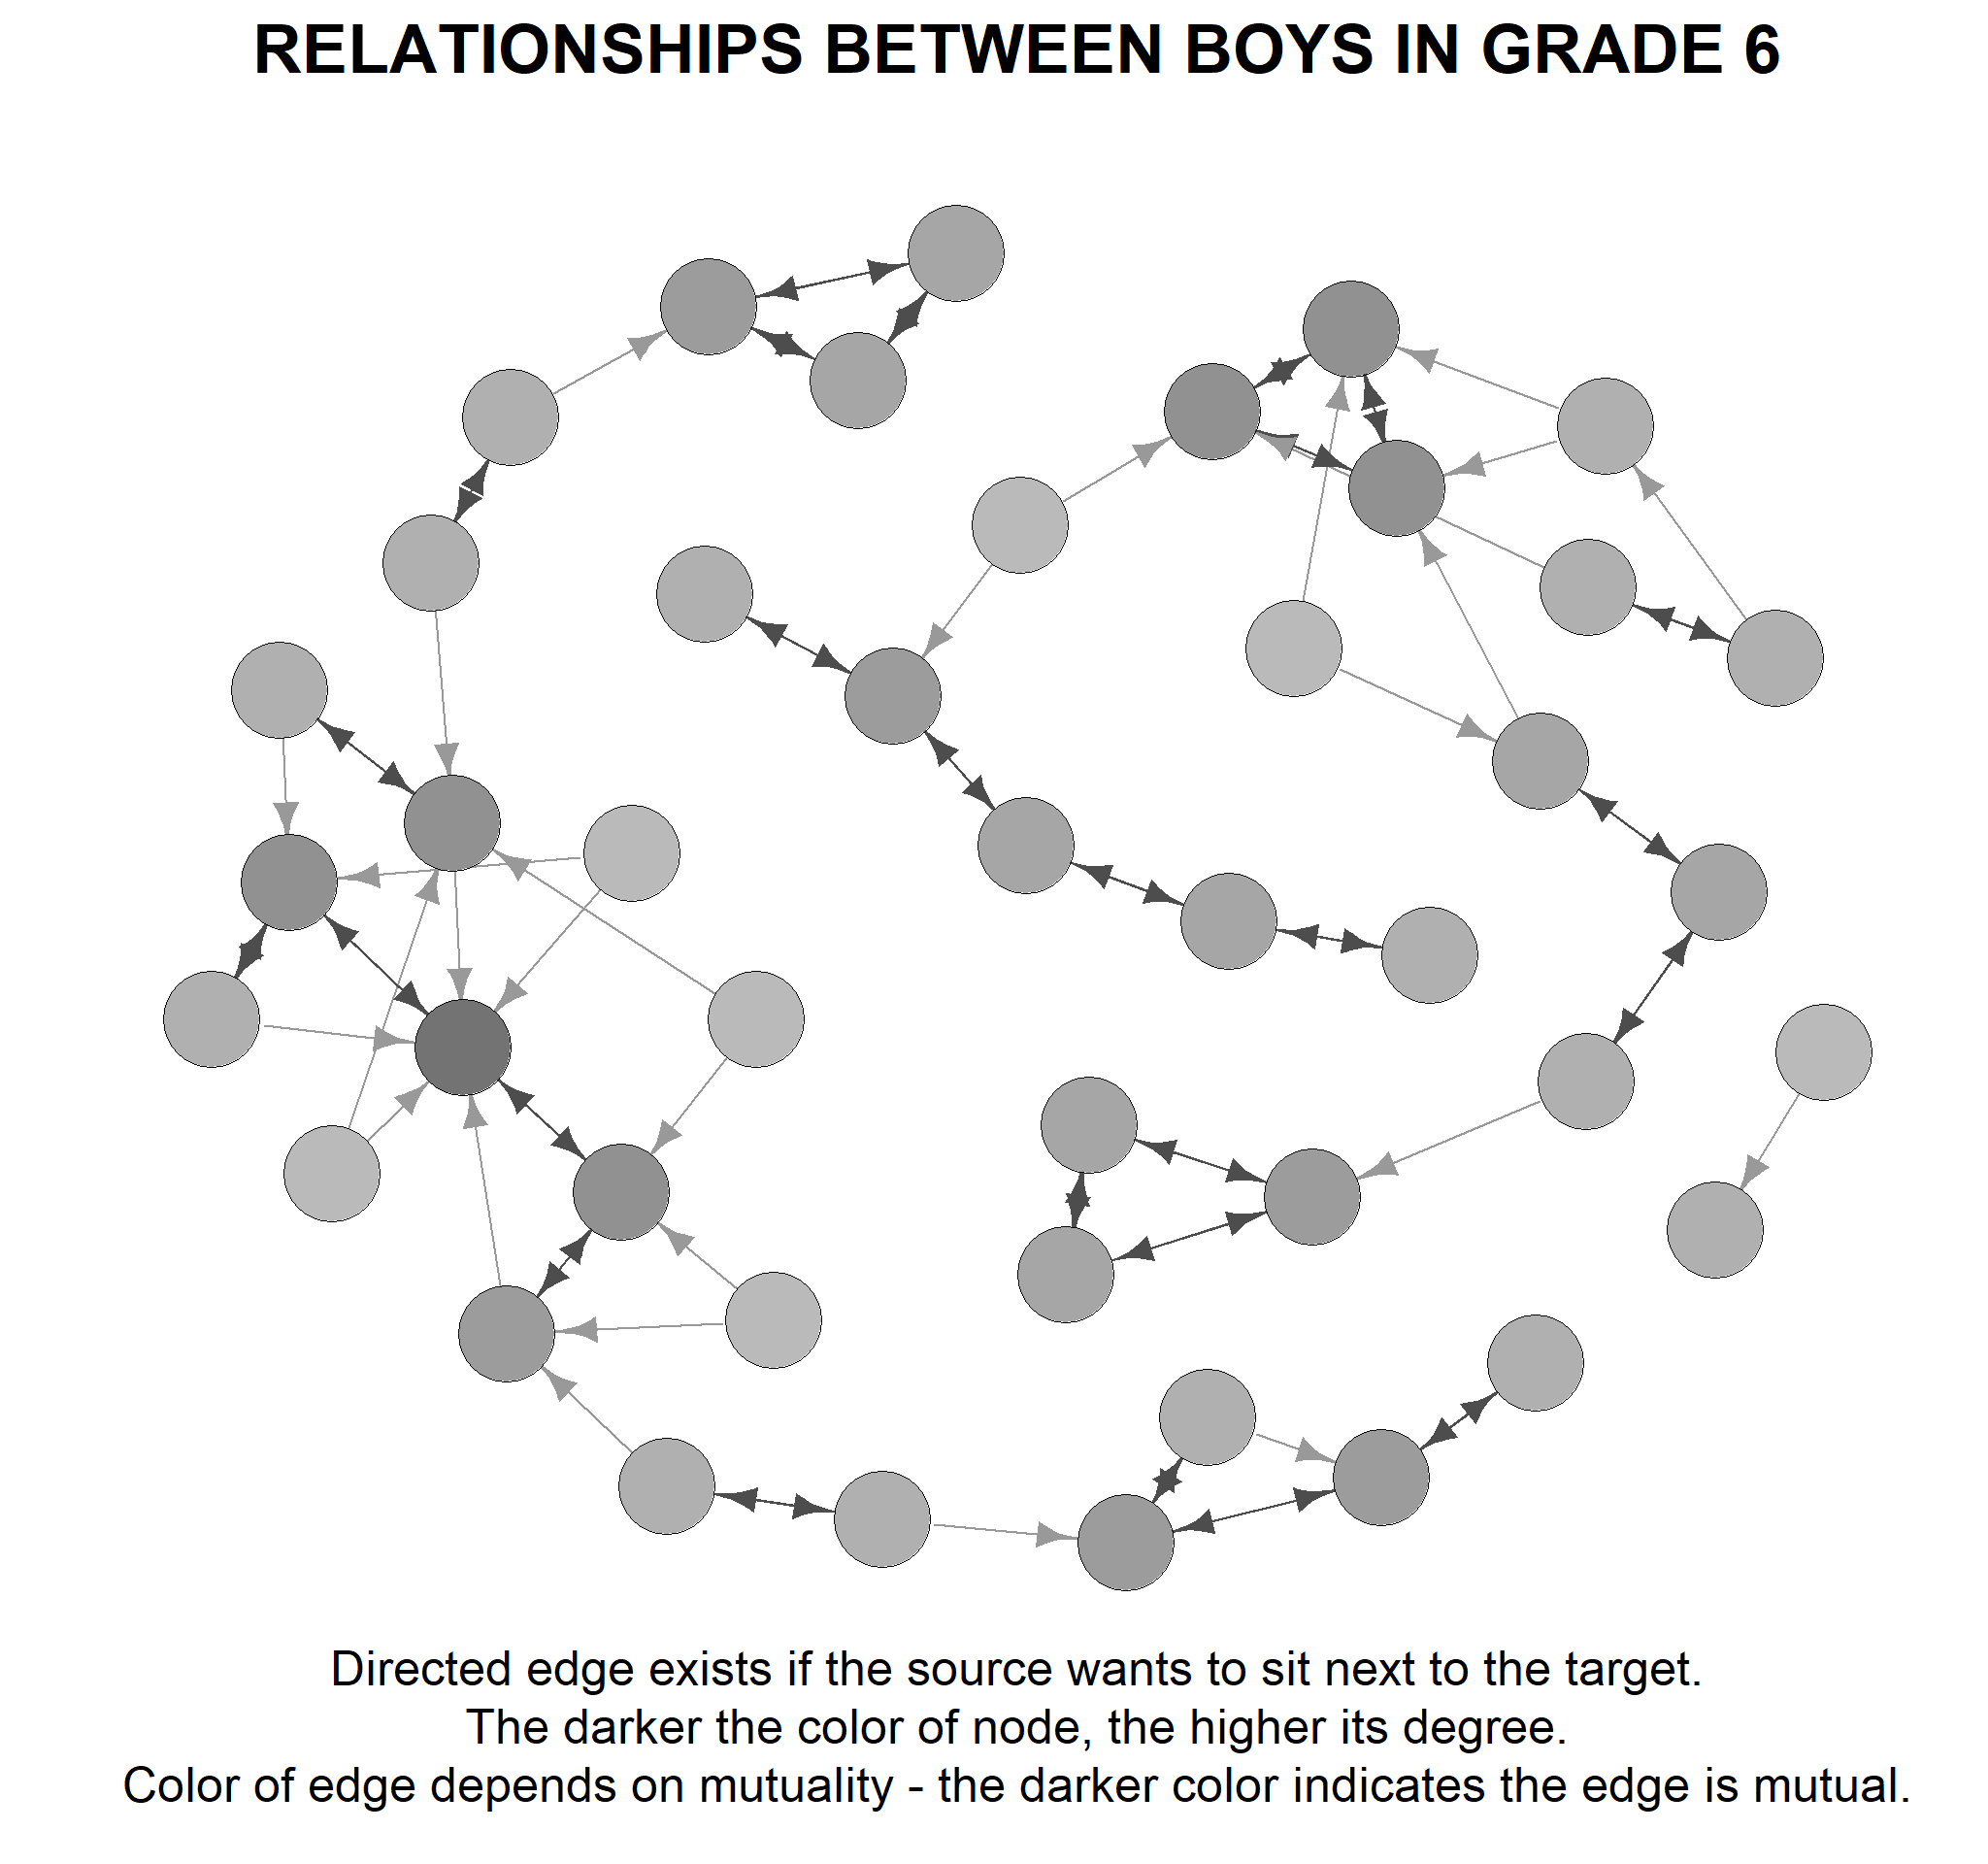 RELATIONSHIPS BETWEEN BOYS IN GRADE 6
Directed edge exists if the source wants to sit next to the target.
The darker the color of node, the higher its degree.
Color of edge depends on mutuality - the darker color indicates the edge is mutual.